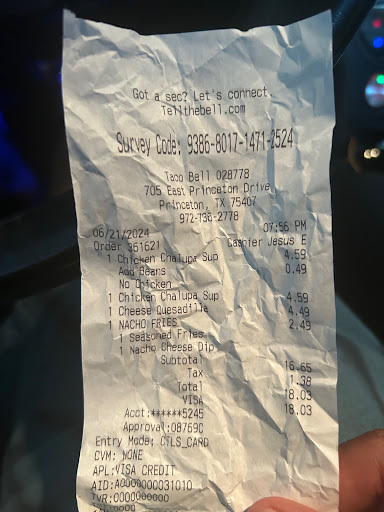 Got a sec? Let's connect.
Tellthebell.com
Survey Code: 9386-8017-1471-2524
Taco Bell 028778
705 East Princeton Drive
Princeton, TX 75407
972-736-2778
06/21/2024 07:56 PM
Order 361621 Cashier Jesus E
1 Chicken Chalupa Sup 4.59
Add Beans 0.49
No Chicken
1 Chicken Chalupa Sup 4.59
1 Cheese Quesadilla 4.49
1 NACHO FRIES 2.49
1 Seasoned Fries
1 Nacho Cheese Dip
Subtotal 16.65
Tax 1.38
Total 18.03
VISA 18.03
Acct:******5245
Approval:08769C
Entry Mode: CTLS_CARD
CVM: NONE
APL:VISA CREDIT
AID:A0000000031010
TVR:0000000000